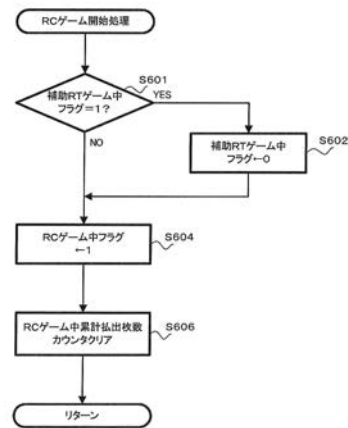 RCゲーム開始処理
S601
補助RTゲーム中
フラグ=1?
YES
NO
補助RTゲーム中
フラグ←0
S602
RCゲーム中フラグ
←1
S604
RCゲーム中累計払出枚数
カウンタクリア
S606
リターン